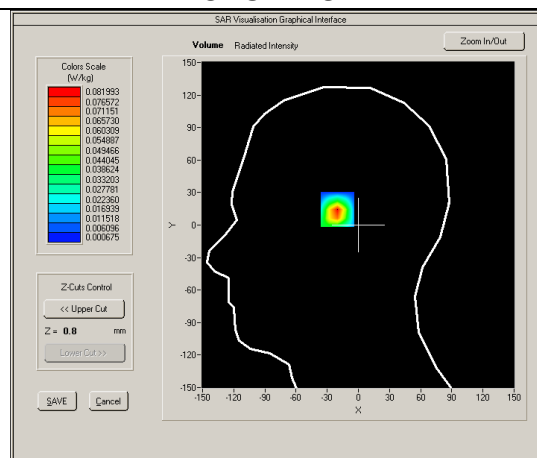 SAR Visualisation Graphical Interface
Volume Radiated Intensity
Zoom In/Out
Colors Scale
(W/kg)
0.081993
0.076572
0.071151
0.065730
0.060309
0.054887
0.049466
0.044045
0.038624
0.033203
0.027781
0.022360
0.016939
0.011518
0.006096
0.000675
Z-Cuts Control
<< Upper Cut
Z = 0.8 mm
Lower Cut >>
SAVE Cancel
150-
120-
90-
60-
30-
Y 0-
-30-
-60-
-90-
-120-
-150-
-150 -120 -90 -60 -30 0 30 60 90 120 150
X